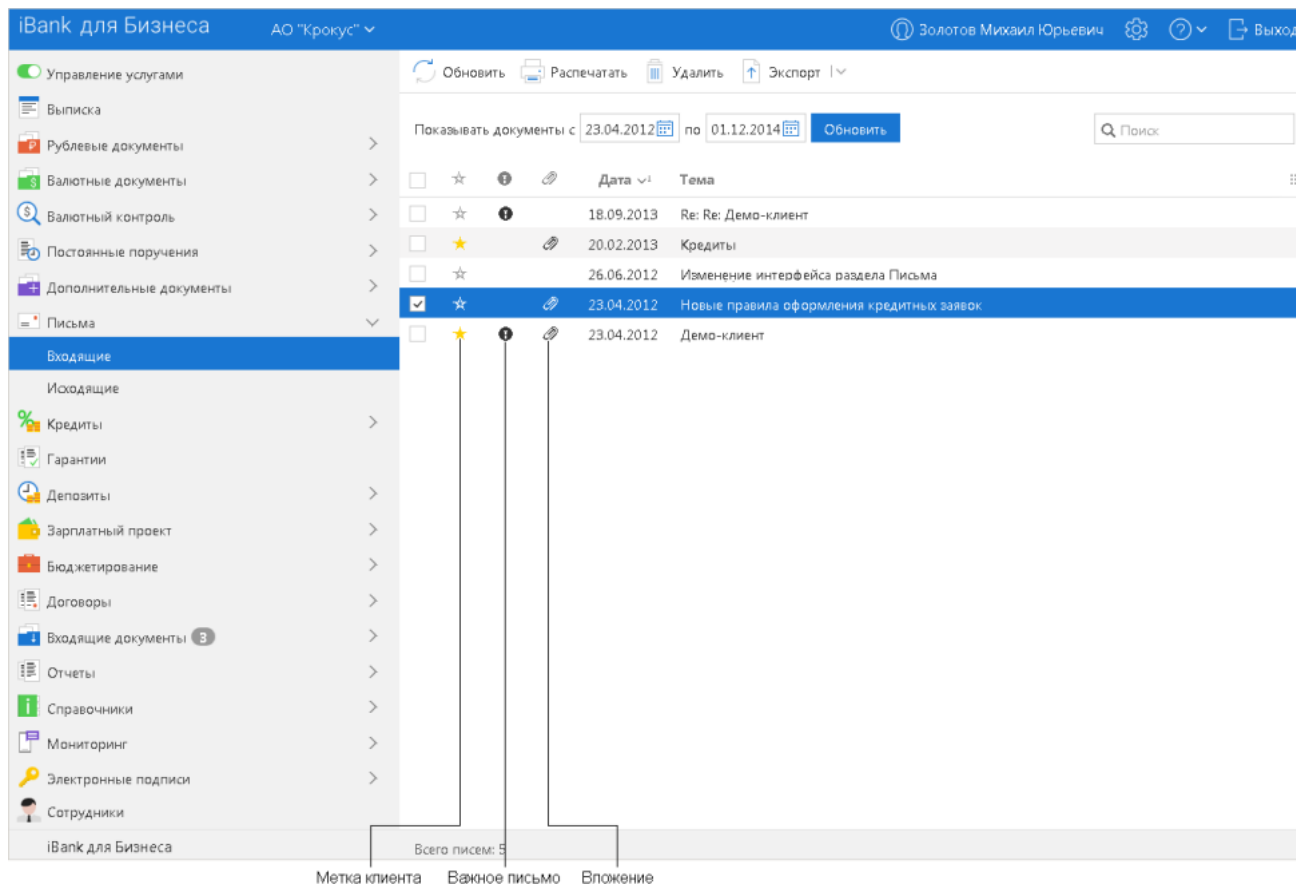 iBank для Бизнеса АО "Крокус" Золотов Михаил Юрьевич Выход
Управление услугами
Выписка
Рублевые документы
Валютные документы
Валютный контроль
Постоянные поручения
Дополнительные документы
Письма
Входящие
Исходящие
Кредиты
Гарантии
Депозиты
Зарплатный проект
Бюджетирование
Договоры
Входящие документы 3
Отчеты
Справочники
Мониторинг
Электронные подписи
Сотрудники
iBank для Бизнеса
Обновить Распечатать Удалить Экспорт
Показывать документы с 23.04.2012 по 01.12.2014 Обновить Поиск
Дата Тема
18.09.2013 Re: Re: Демо-клиент
20.02.2013 Кредиты
26.06.2012 Изменение интерфейса раздела Письма
23.04.2012 Новые правила оформления кредитных заявок
23.04.2012 Демо-клиент
Всего писем: 5
Метка клиента Важное письмо Вложение